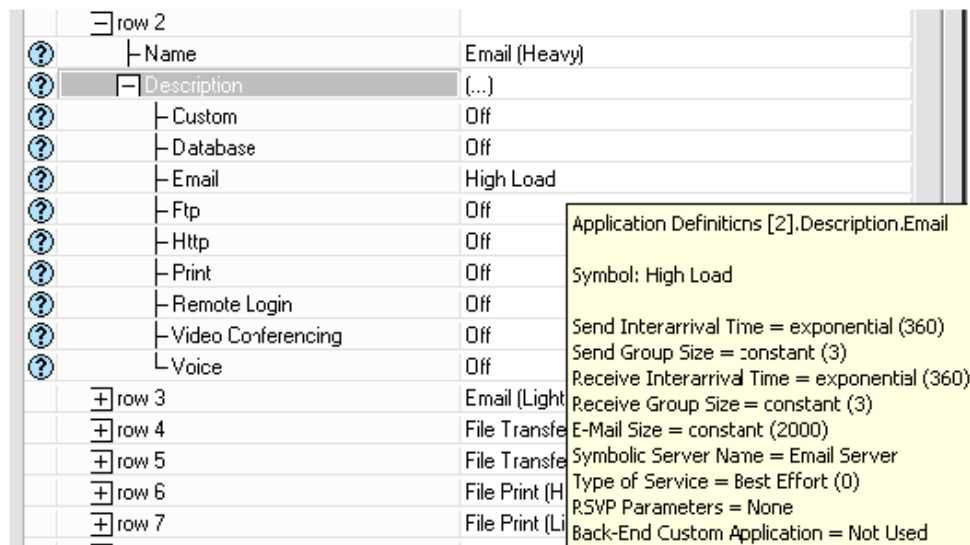 row 2
Name Email (Heavy)
Description (...)
Custom Off
Database Off
Email High Load
Ftp Off
Http Off
Print Off
Remote Login Off
Video Conferencing Off
Voice Off
row 3 Email (Light
row 4 File Transfe
row 5 File Transfe
row 6 File Print (H
row 7 File Print (Li
Application Definitions [2].Description.Email
Symbol: High Load
Send Interarrival Time = exponential (360)
Send Group Size = constant (3)
Receive Interarrival Time = exponential (360)
Receive Group Size = constant (3)
E-Mail Size = constant (2000)
Symbolic Server Name = Email Server
Type of Service = Best Effort (0)
RSVP Parameters = None
Back-End Custom Application = Not Used